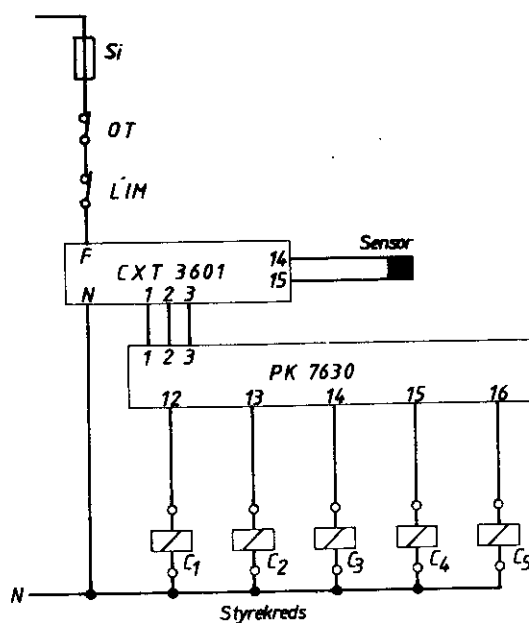 Si
OT
LIM
Sensor
F
CXT 3601
14
15
N
1 2 3
1 2 3
PK 7630
12 13 14 15 16
C1 C2 C3 C4 C5
N
Styrekreds